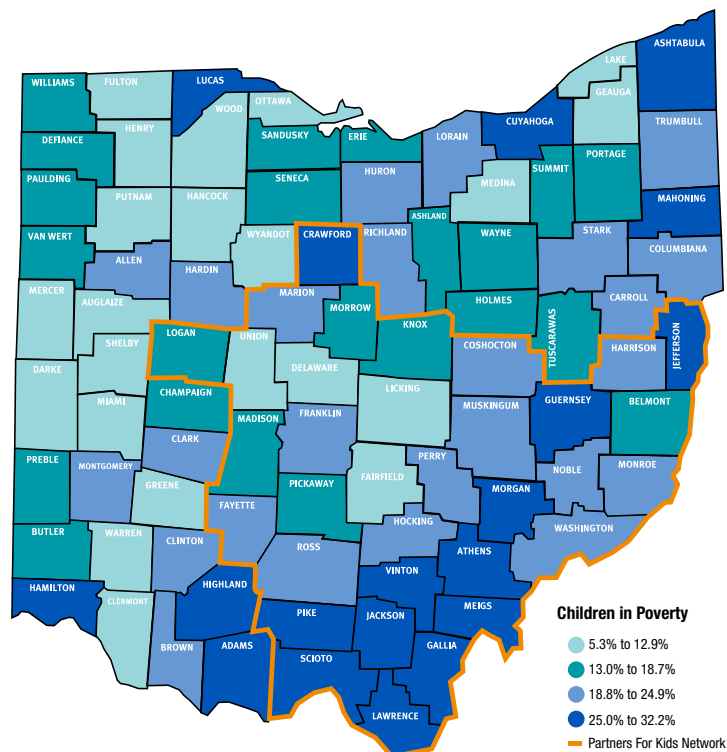 ASHTABULA
LAKE
LUCAS
WILLIAMS
FULTON
GEAUGA
OTTAWA
WOOD
CUYAHOGA
TRUMBULL
HENRY
SANDUSKY
ERIE
LORAIN
DEFIANCE
PORTAGE
SUMMIT
HURON
SENECA
PAULDING
MEDINA
MAHONING
PUTNAM
HANCOCK
ASHLAND
STARK
VAN WERT
WYANDOT
CRAWFORD
RICHLAND
WAYNE
COLUMBIANA
ALLEN
HARDIN
MERCER
MARION
CARROLL
AUGLAIZE
HOLMES
MORROW
TUSCARAWAS
JEFFERSON
KNOX
LOGAN
UNION
HARRISON
SHELBY
COSHOCTON
DELAWARE
DARKE
LICKING
CHAMPAIGN
GUERNSEY
BELMONT
MIAMI
MUSKINGUM
MADISON
FRANKLIN
CLARK
PERRY
PREBLE
MONTGOMERY
FAIRFIELD
NOBLE
MONROE
PICKAWAY
GREENE
MORGAN
FAYETTE
HOCKING
WASHINGTON
BUTLER
WARREN
CLINTON
ROSS
ATHENS
VINTON
HIGHLAND
HAMILTON
CLERMONT
PIKE
JACKSON
MEIGS
BROWN
ADAMS
GALLIA
SCIOTO
LAWRENCE
Children in Poverty
5.3% to 12.9%
13.0% to 18.7%
18.8% to 24.9%
25.0% to 32.2%
Partners For Kids Network